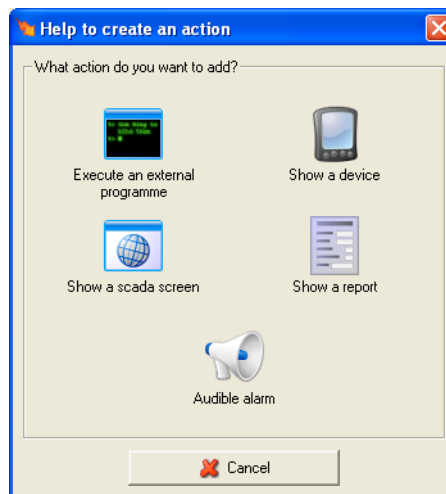 Help to create an action
What action do you want to add?
Execute an external
programme
Show a device
Show a scada screen
Show a report
Audible alarm
Cancel